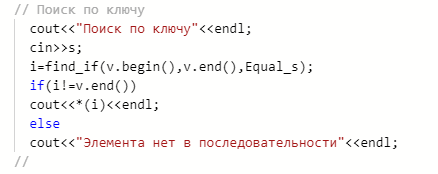 // Поиск по ключу
cout<<"Поиск по ключу"<<endl;
cin>>s;
i=find_if(v.begin(),v.end(),Equal_s);
if(i!=v.end())
cout<<*(i)<<endl;
else
cout<<"Элемента нет в последовательности"<<endl;
//